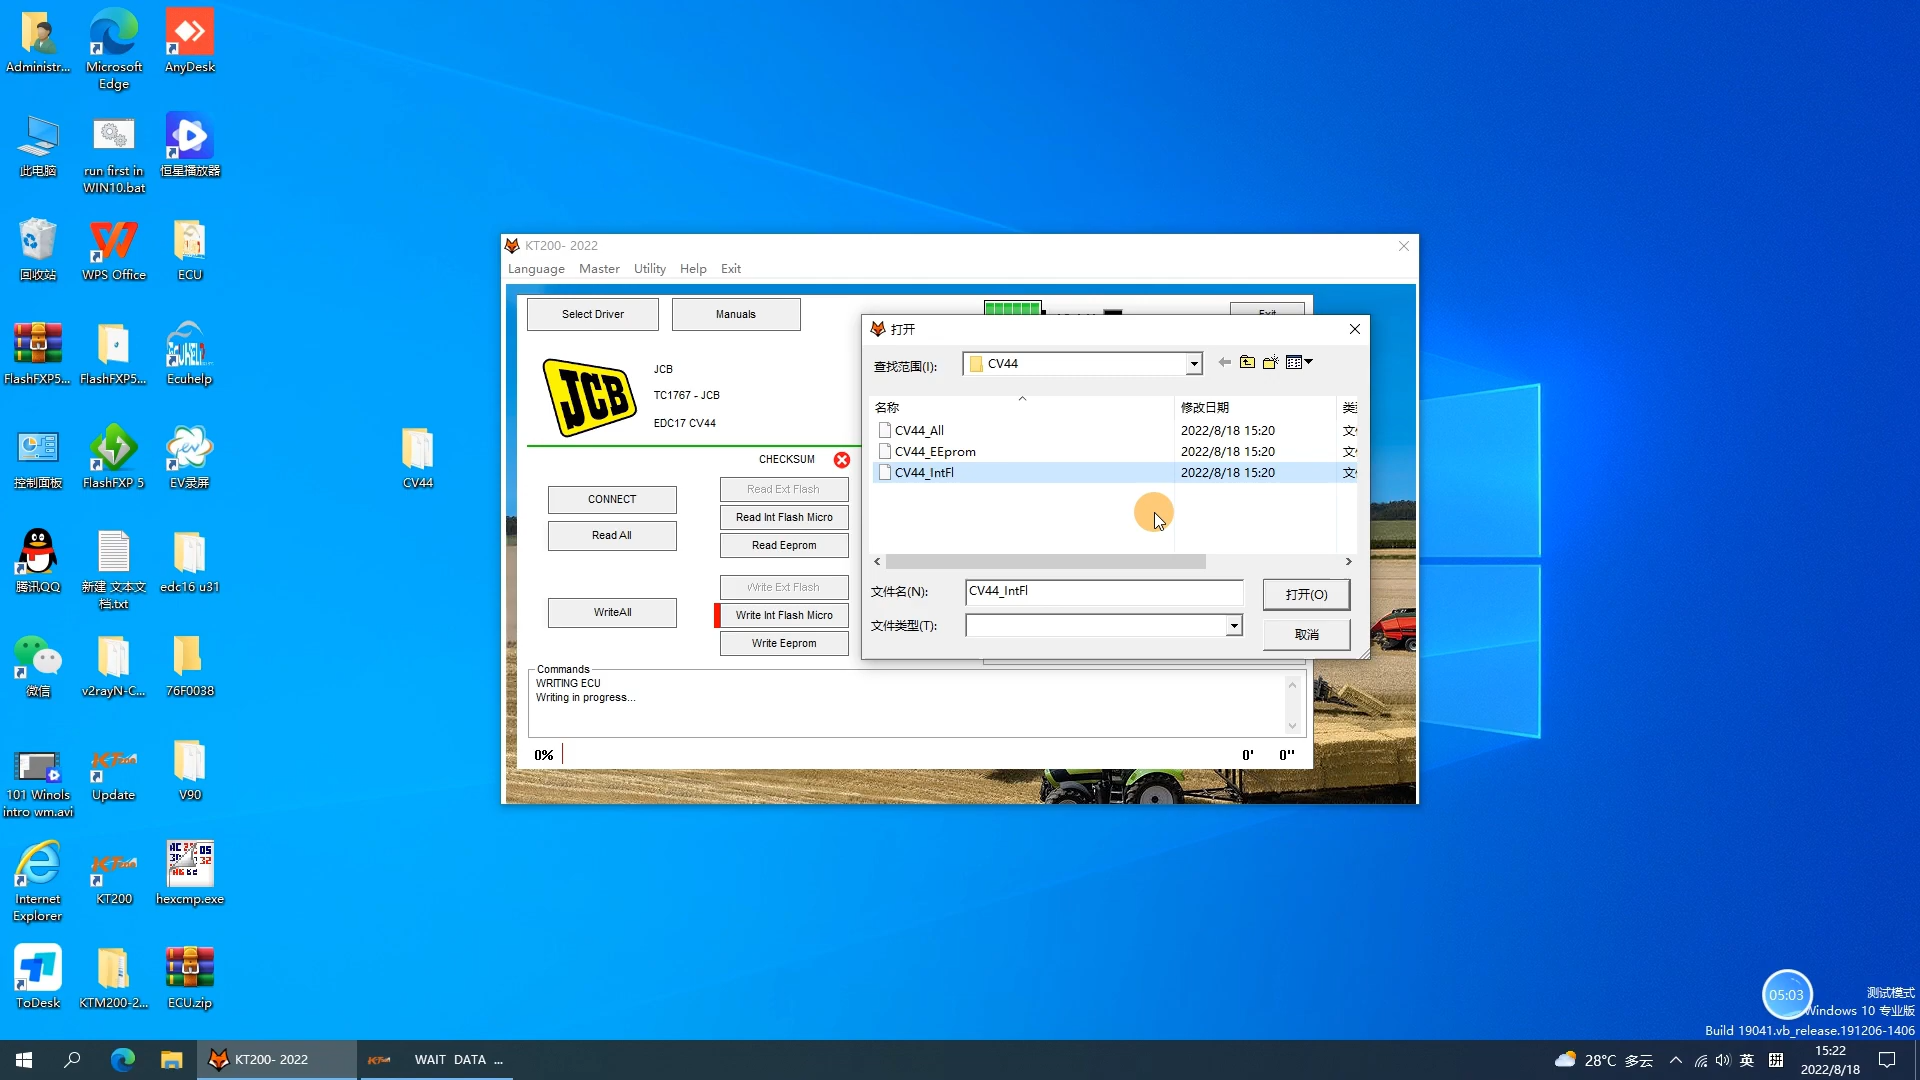 Administr...
Microsoft
Edge
AnyDesk
此电脑
run first in
WIN10.bat
恒星播放器
回收站
WPS Office
ECU
FlashFXP5...
FlashFXP5...
Ecuhelp
控制面板
FlashFXP 5
EV录屏
CV44
腾讯QQ
新建 文本文
档.txt
edc16 u31
微信
v2rayN-C...
76F0038
101 Winols
intro wm.avi
Update
V90
Internet
Explorer
KT200
hexcmp.exe
ToDesk
KTM200-2...
ECU.zip
KT200- 2022
Language Master Utility Help Exit
Select Driver
Manuals
Exit
JCB
JCB
TC1767 - JCB
EDC17 CV44
CHECKSUM
CONNECT
Read All
WriteAll
Read Ext Flash
Read Int Flash Micro
Read Eeprom
Write Ext Flash
Write Int Flash Micro
Write Eeprom
打开
查找范围(I):
CV44
名称 修改日期 类
CV44_All 2022/8/18 15:20 文
CV44_EEprom 2022/8/18 15:20 文
CV44_IntFl 2022/8/18 15:20 文
文件名(N):
CV44_IntFl
打开(O)
文件类型(T):
取消
Commands
WRITING ECU
Writing in progress...
0%
0' 0''
05:03
测试模式
Windows 10 专业版
Build 19041.vb_release.191206-1406
KT200- 2022
WAIT DATA ...
28°C 多云
英
拼
15:22
2022/8/18